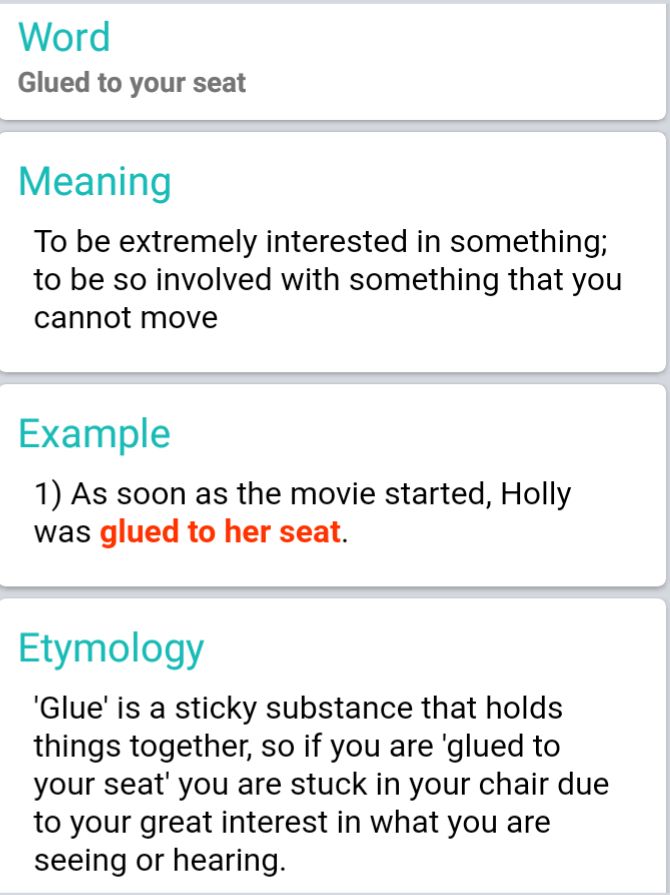 Word
Glued to your seat
Meaning
To be extremely interested in something;
to be so involved with something that you
cannot move
Example
1) As soon as the movie started, Holly
was glued to her seat.
Etymology
'Glue' is a sticky substance that holds
things together, so if you are 'glued to
your seat' you are stuck in your chair due
to your great interest in what you are
seeing or hearing.